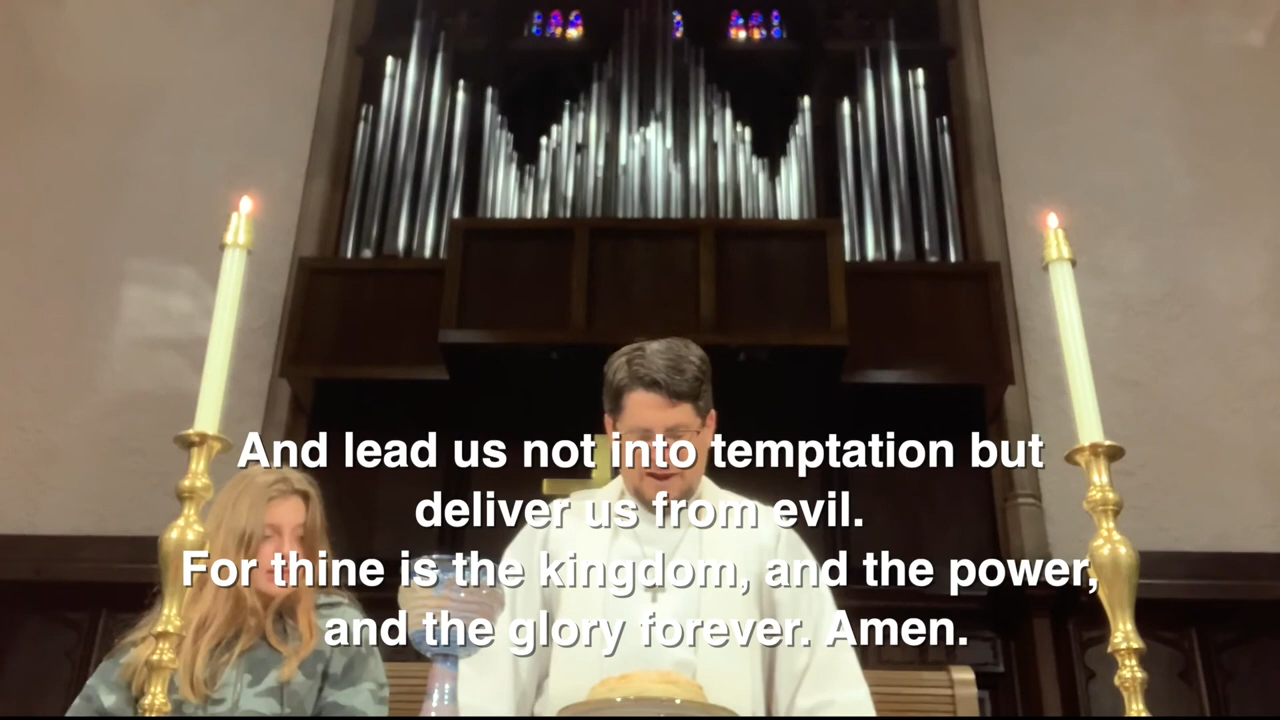 And lead us not into temptation but
deliver us from evil.
For thine is the kingdom, and the power,
and the glory forever. Amen.